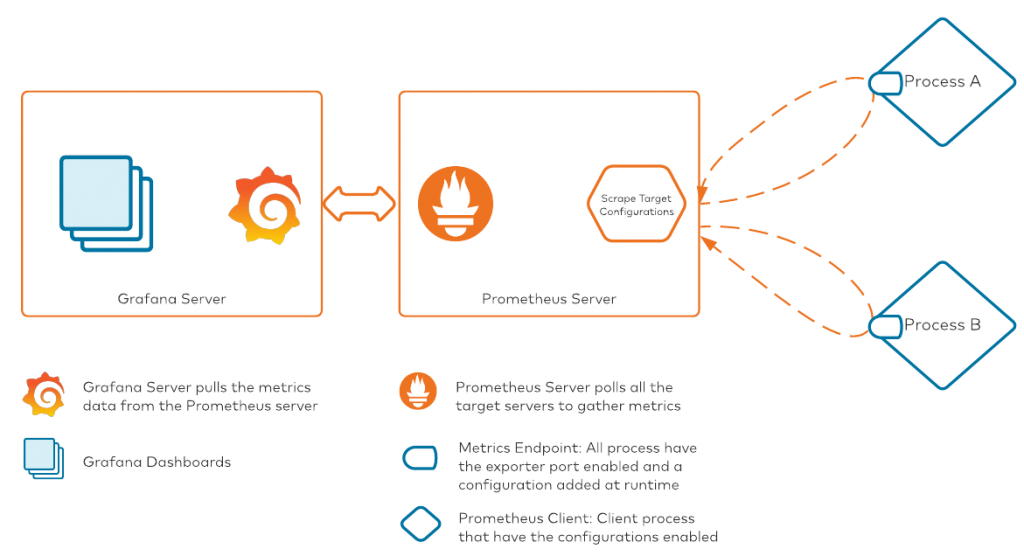 Process A
Scrape Target
Configurations
Grafana Server
Prometheus Server
Process B
Grafana Server pulls the metrics
data from the Prometheus server
Grafana Dashboards
Prometheus Server polls all the
target servers to gather metrics
Metrics Endpoint: All process have
the exporter port enabled and a
configuration added at runtime
Prometheus Client: Client process
that have the configurations enabled